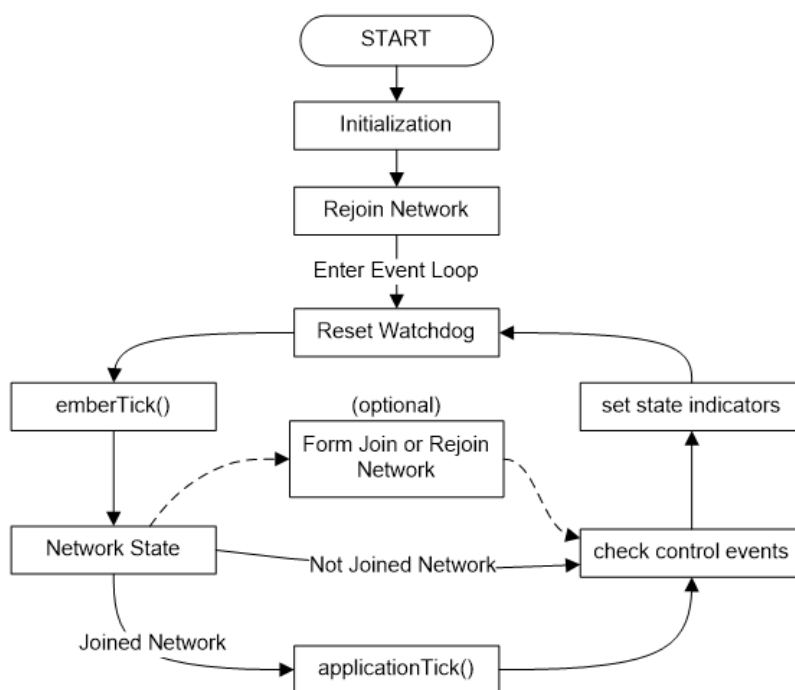 START
Initialization
Rejoin Network
Enter Event Loop
Reset Watchdog
emberTick()
(optional)
set state indicators
Form Join or Rejoin
Network
Network State
Not Joined Network
check control events
Joined Network
applicationTick()